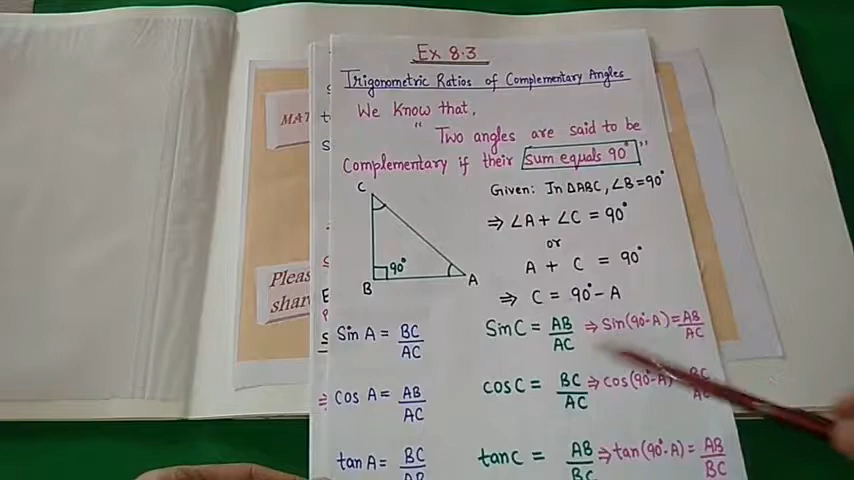 Ex 8.3
Trigonometric Ratios of Complementary Angles
We Know that,
" Two angles are said to be
Complementary if their sum equals 90° "
C
90°
B
A
Given: In ΔABC, ∠B = 90°
⇒ ∠A + ∠C = 90°
or
A + C = 90°
⇒ C = 90° - A
Sin A = BC/AC
Sin C = AB/AC ⇒ Sin(90°-A) = AB/AC
⇒ Cos A = AB/AC
Cos C = BC/AC ⇒ Cos(90°-A) BC
tan A = BC/AB
tan C = AB/BC ⇒ tan(90°-A) = AB/BC
MAT
Pleas
shar